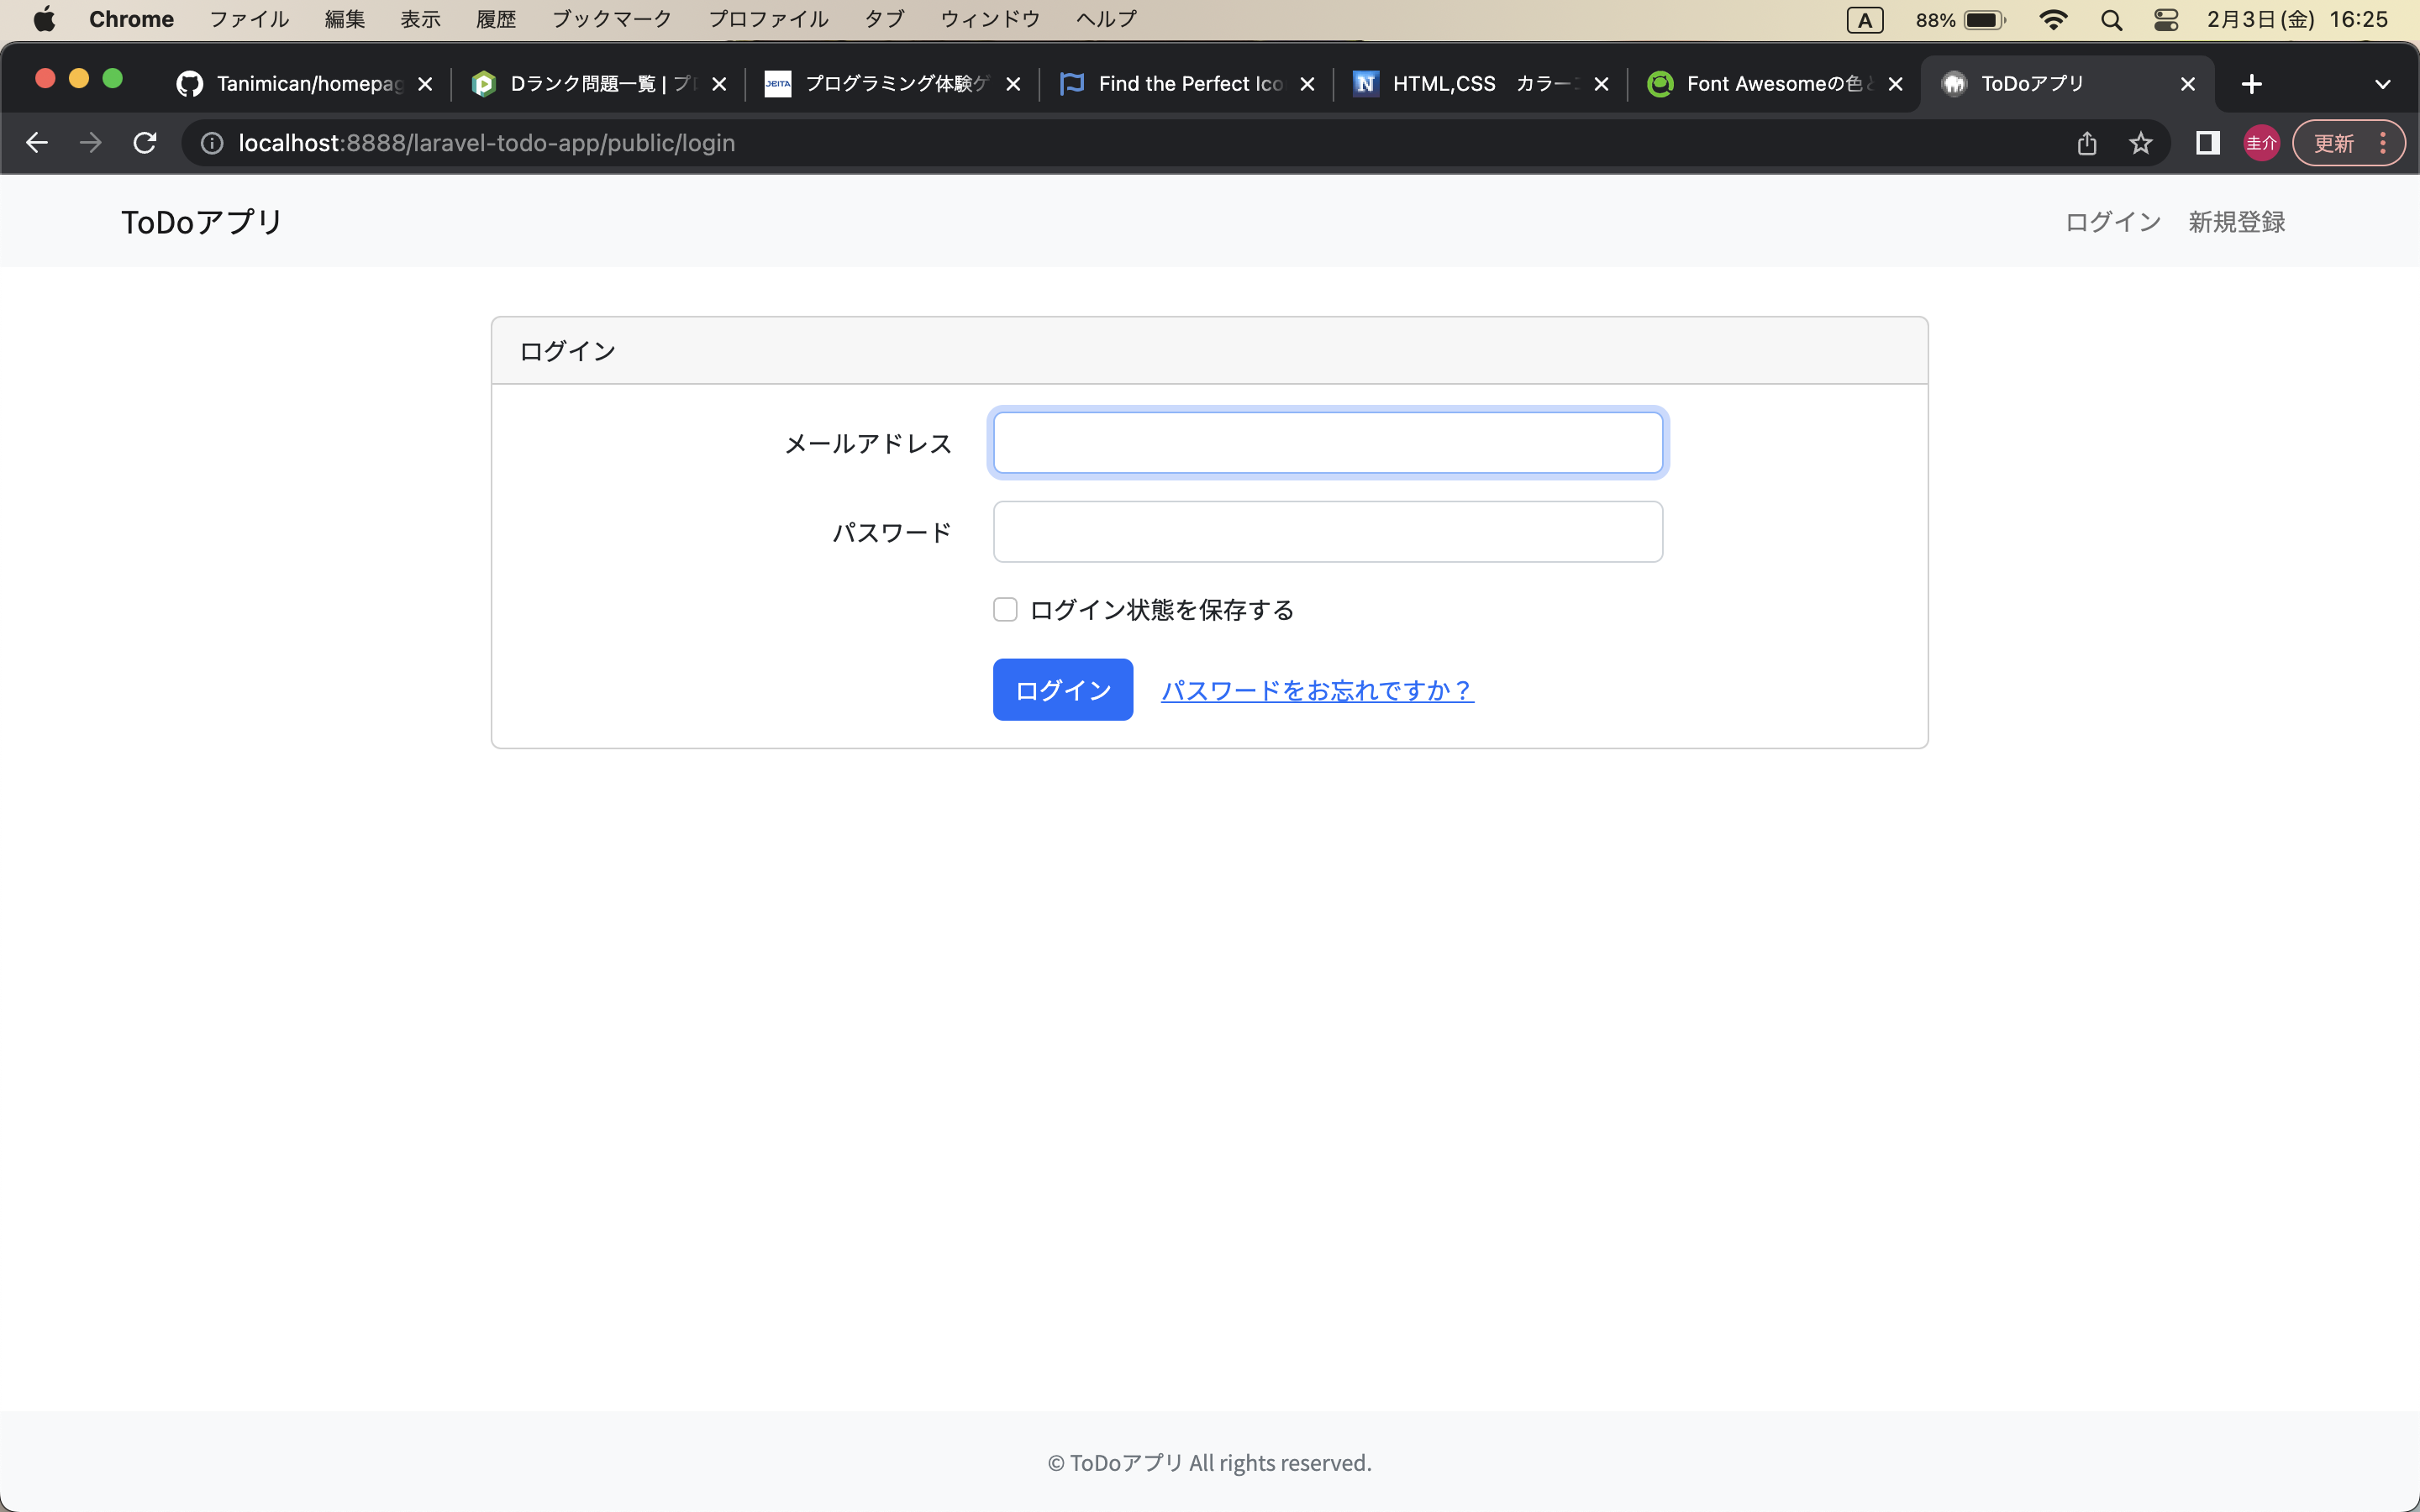 Chrome ファイル 編集 表示 履歴 ブックマーク プロファイル タブ ウィンドウ ヘルプ A 88% 2月3日(金) 16:25
Tanimican/homepag Dランク問題一覧 | プ JEITA プログラミング体験ゲ Find the Perfect Ico N HTML,CSS カラー Font Awesomeの色と ToDoアプリ
localhost:8888/laravel-todo-app/public/login 圭介 更新
ToDoアプリ ログイン 新規登録
ログイン
メールアドレス
パスワード
ログイン状態を保存する
ログイン パスワードをお忘れですか？
© ToDoアプリ All rights reserved.